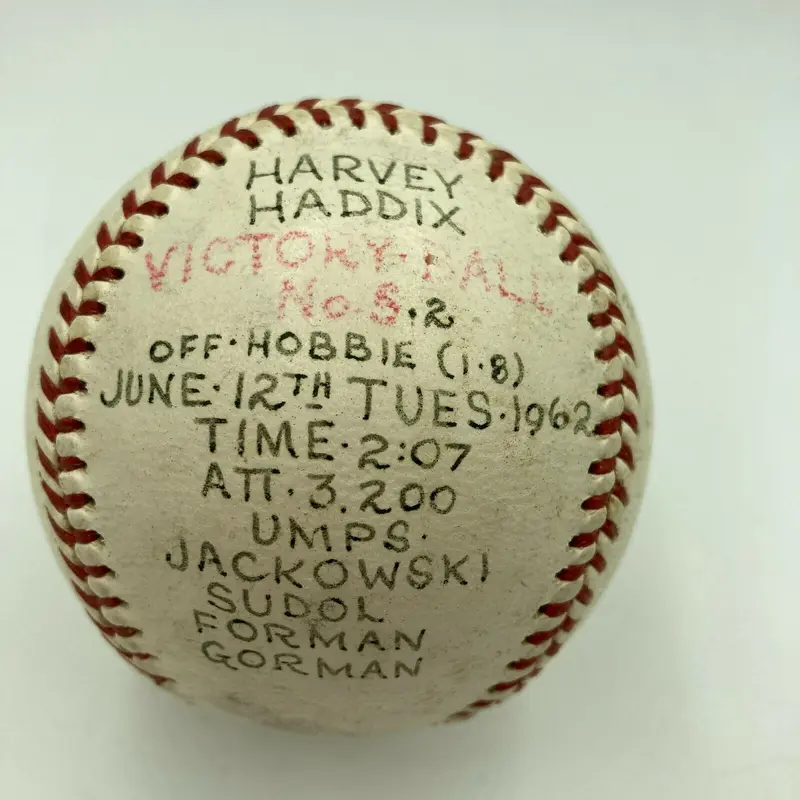 HARVEY
HADDIX
VICTORY-BALL
No 5.2
OFF·HOBBIE (1·8)
JUNE·12TH TUES·1962
TIME·2:07
ATT·3,200
UMPS·
JACKOWSKI
SUDOL
FORMAN
GORMAN